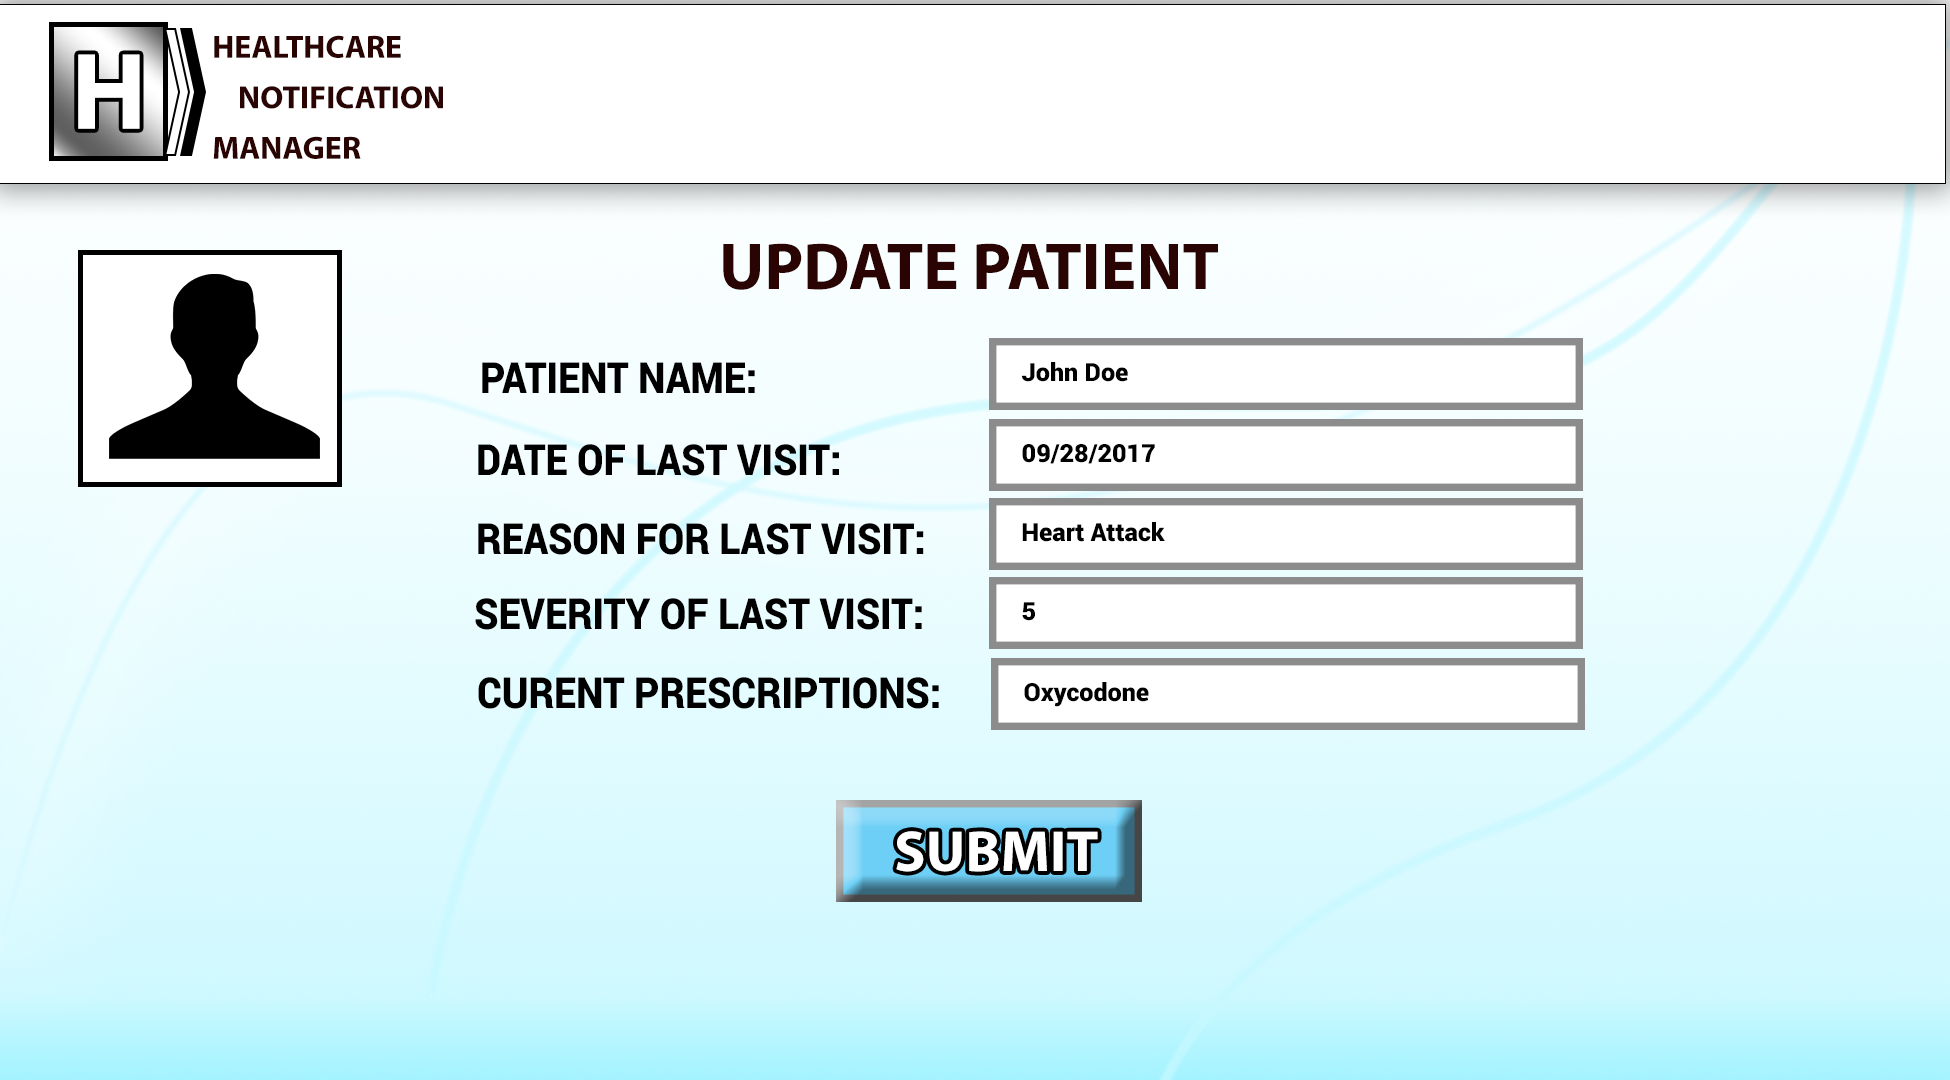 H
HEALTHCARE
NOTIFICATION
MANAGER
UPDATE PATIENT
PATIENT NAME: John Doe
DATE OF LAST VISIT: 09/28/2017
REASON FOR LAST VISIT: Heart Attack
SEVERITY OF LAST VISIT: 5
CURENT PRESCRIPTIONS: Oxycodone
SUBMIT